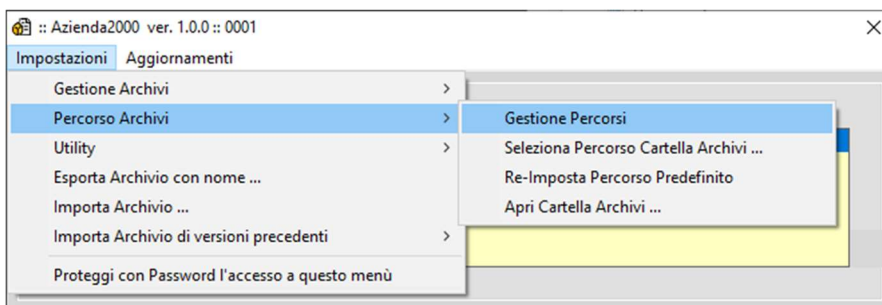 :: Azienda2000 ver. 1.0.0 :: 0001
Impostazioni Aggiornamenti
Gestione Archivi
Percorso Archivi
Utility
Esporta Archivio con nome ...
Importa Archivio ...
Importa Archivio di versioni precedenti
Proteggi con Password l'accesso a questo menù
Gestione Percorsi
Seleziona Percorso Cartella Archivi ...
Re-Imposta Percorso Predefinito
Apri Cartella Archivi ...